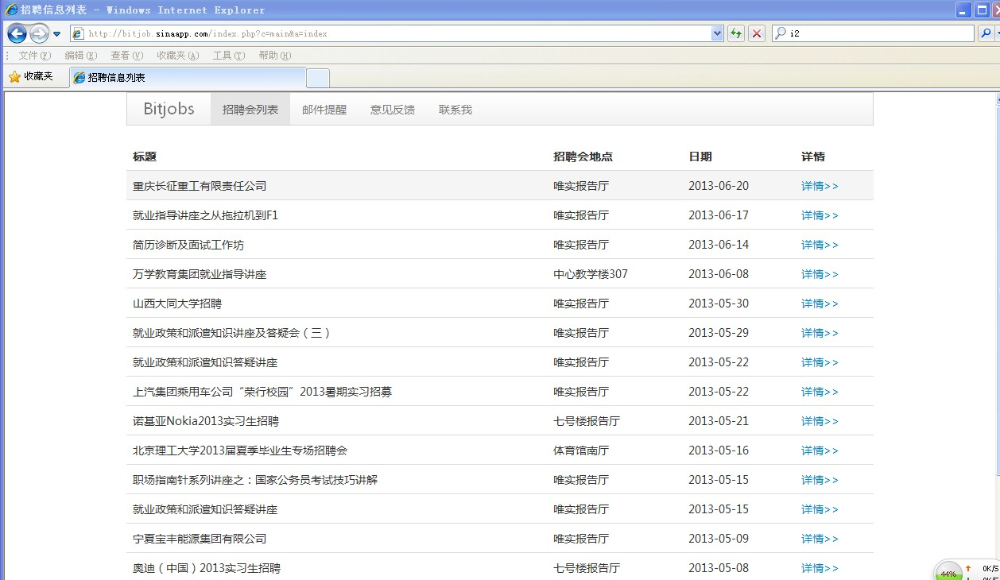 招聘信息列表 - Windows Internet Explorer
http://bitjob.sinaapp.com/index.php?c=main&a=index i2
文件(F) 编辑(E) 查看(V) 收藏夹(A) 工具(T) 帮助(H)
收藏夹 招聘信息列表
Bitjobs 招聘会列表 邮件提醒 意见反馈 联系我
标题 招聘会地点 日期 详情
重庆长征重工有限责任公司 唯实报告厅 2013-06-20 详情>>
就业指导讲座之从拖拉机到F1 唯实报告厅 2013-06-17 详情>>
简历诊断及面试工作坊 唯实报告厅 2013-06-14 详情>>
万学教育集团就业指导讲座 中心教学楼307 2013-06-08 详情>>
山西大同大学招聘 唯实报告厅 2013-05-30 详情>>
就业政策和派遣知识讲座及答疑会（三） 唯实报告厅 2013-05-29 详情>>
就业政策和派遣知识答疑讲座 唯实报告厅 2013-05-22 详情>>
上汽集团乘用车公司“荣行校园”2013暑期实习招募 唯实报告厅 2013-05-22 详情>>
诺基亚Nokia2013实习生招聘 七号楼报告厅 2013-05-21 详情>>
北京理工大学2013届夏季毕业生专场招聘会 体育馆南厅 2013-05-16 详情>>
职场指南针系列讲座之：国家公务员考试技巧讲解 唯实报告厅 2013-05-15 详情>>
就业政策和派遣知识答疑讲座 唯实报告厅 2013-05-15 详情>>
宁夏宝丰能源集团有限公司 唯实报告厅 2013-05-09 详情>>
奥迪（中国）2013实习生招聘 七号楼报告厅 2013-05-08 详情>>
44% 0K/S